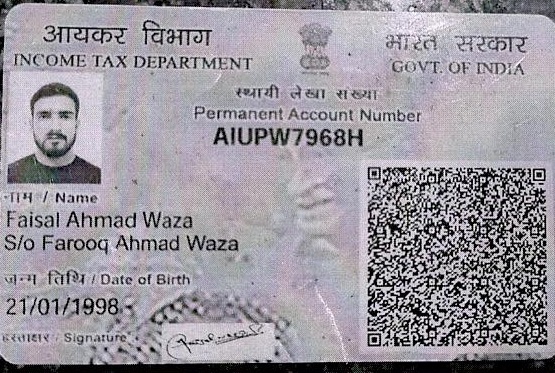 आयकर विभाग
INCOME TAX DEPARTMENT
भारत सरकार
GOVT. OF INDIA
स्थायी लेखा संख्या
Permanent Account Number
AIUPW7968H
नाम / Name
Faisal Ahmad Waza
S/o Farooq Ahmad Waza
जन्म तिथि / Date of Birth
21/01/1998
हस्ताक्षर / Signature